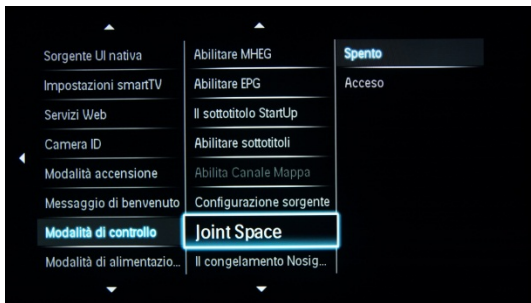 Sorgente UI nativa
Impostazioni smartTV
Servizi Web
Camera ID
Modalità accensione
Messaggio di benvenuto
Modalità di controllo
Modalità di alimentazio...
Abilitare MHEG
Abilitare EPG
Il sottotitolo StartUp
Abilitare sottotitoli
Abilita Canale Mappa
Configurazione sorgente
Joint Space
Il congelamento Nosig...
Spento
Acceso